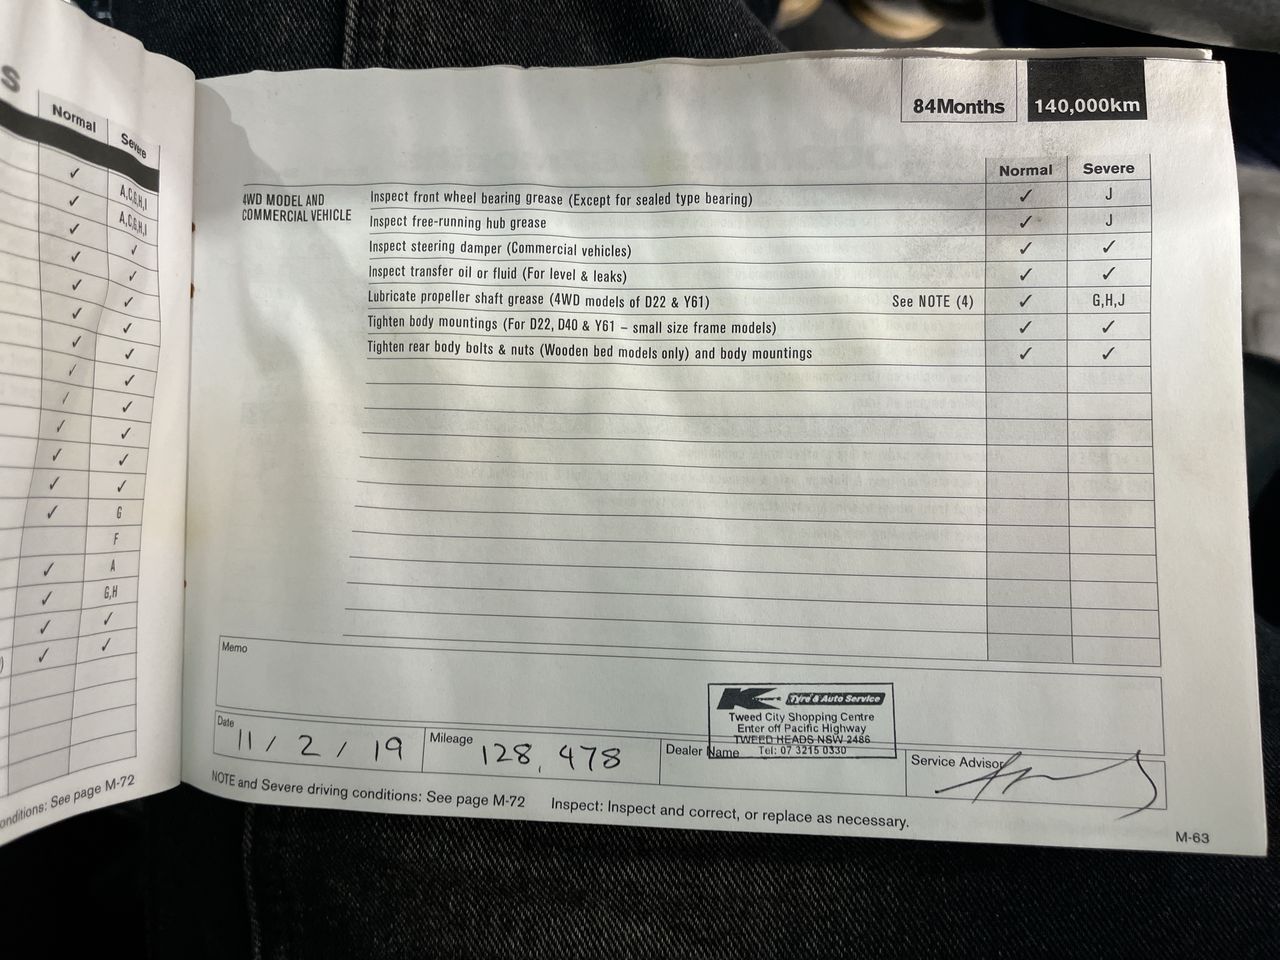 S
Normal Severe
✓ A,C,G,H,I
✓ A,C,G,H,I
✓ ✓
✓ ✓
✓ ✓
✓ ✓
✓ ✓
✓ ✓
✓ ✓
✓ ✓
✓ ✓
✓ ✓
✓ G
F
✓ A
✓ G,H
✓ ✓
) ✓ ✓
onditions: See page M-72
84Months 140,000km
Normal Severe
4WD MODEL AND
COMMERCIAL VEHICLE
Inspect front wheel bearing grease (Except for sealed type bearing) ✓ J
Inspect free-running hub grease ✓ J
Inspect steering damper (Commercial vehicles) ✓ ✓
Inspect transfer oil or fluid (For level & leaks) ✓ ✓
Lubricate propeller shaft grease (4WD models of D22 & Y61) See NOTE (4) ✓ G,H,J
Tighten body mountings (For D22, D40 & Y61 – small size frame models) ✓ ✓
Tighten rear body bolts & nuts (Wooden bed models only) and body mountings ✓ ✓
Memo
K Tyre & Auto Service
Tweed City Shopping Centre
Enter off Pacific Highway
TWEED HEADS NSW 2486
Tel: 07 3215 0330
Date 11 / 2 / 19
Mileage 128,478
Dealer Name
Service Advisor
NOTE and Severe driving conditions: See page M-72 Inspect: Inspect and correct, or replace as necessary.
M-63